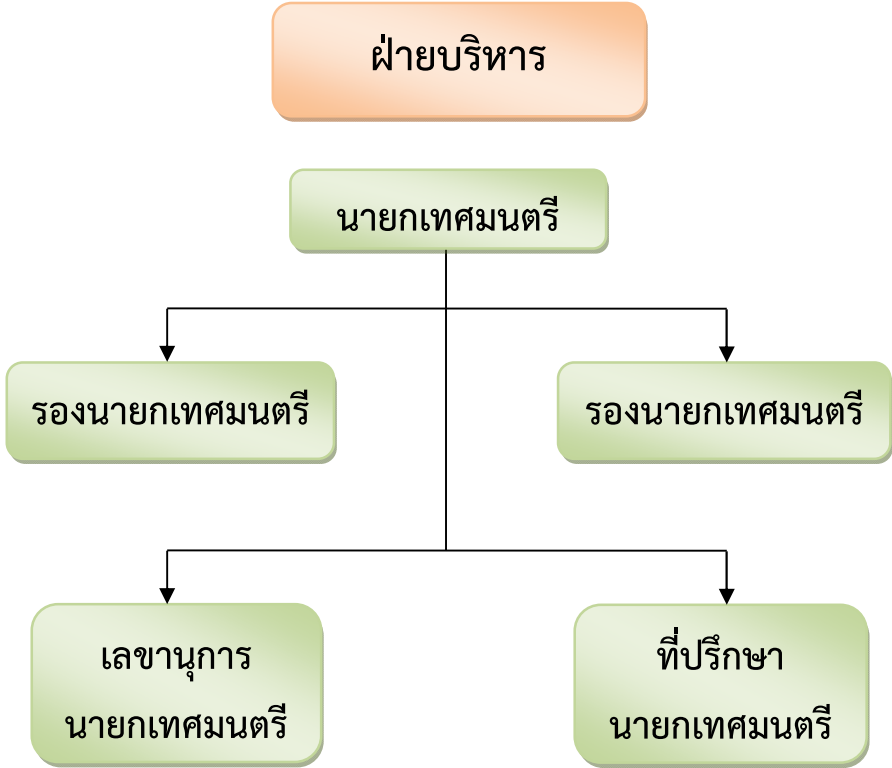 ฝ่ายบริหาร
นายกเทศมนตรี
รองนายกเทศมนตรี
รองนายกเทศมนตรี
เลขานุการ
นายกเทศมนตรี
ที่ปรึกษา
นายกเทศมนตรี